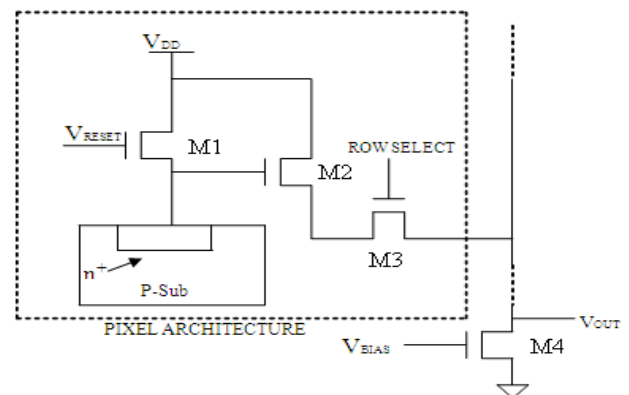 VDD
VRESET
M1
ROW SELECT
M2
M3
n+
P-Sub
PIXEL ARCHITECTURE
VBIAS
VOUT
M4